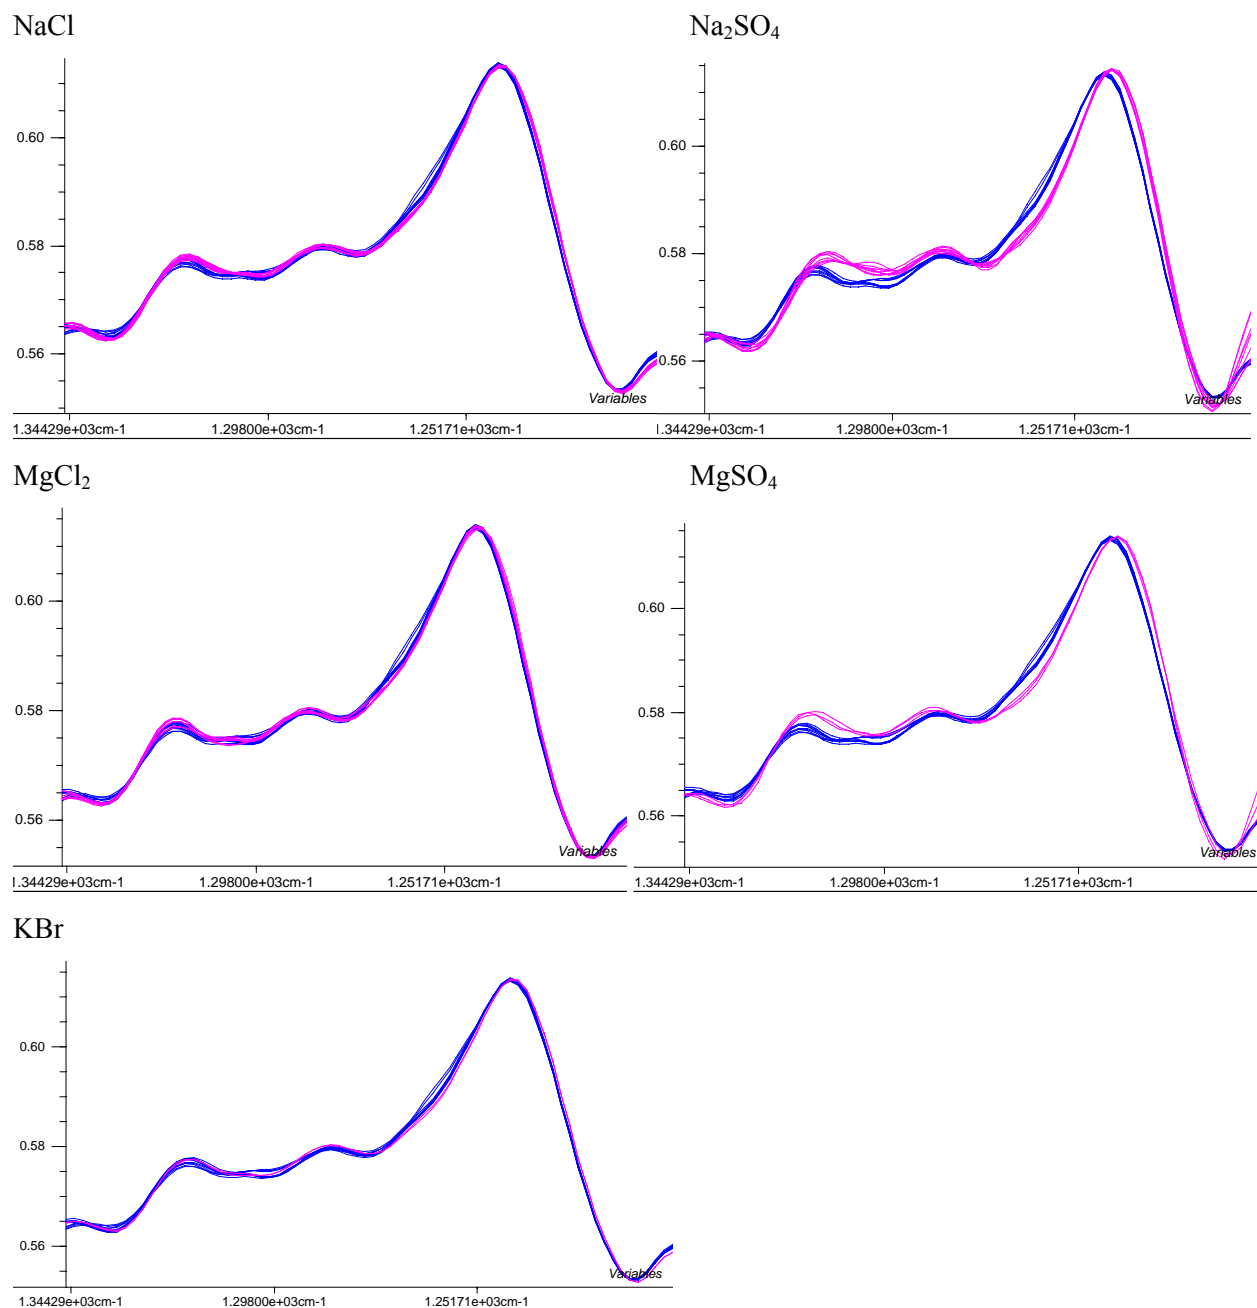 NaCl
Na₂SO₄
0.60
0.58
0.56
Variables
1.34429e+03cm-1 1.29800e+03cm-1 1.25171e+03cm-1
0.60
0.58
0.56
Variables
l.34429e+03cm-1 1.29800e+03cm-1 1.25171e+03cm-1
MgCl₂
MgSO₄
0.60
0.58
0.56
Variables
l.34429e+03cm-1 1.29800e+03cm-1 1.25171e+03cm-1
0.60
0.58
0.56
Variables
1.34429e+03cm-1 1.29800e+03cm-1 1.25171e+03cm-1
KBr
0.60
0.58
0.56
Variables
1.34429e+03cm-1 1.29800e+03cm-1 1.25171e+03cm-1